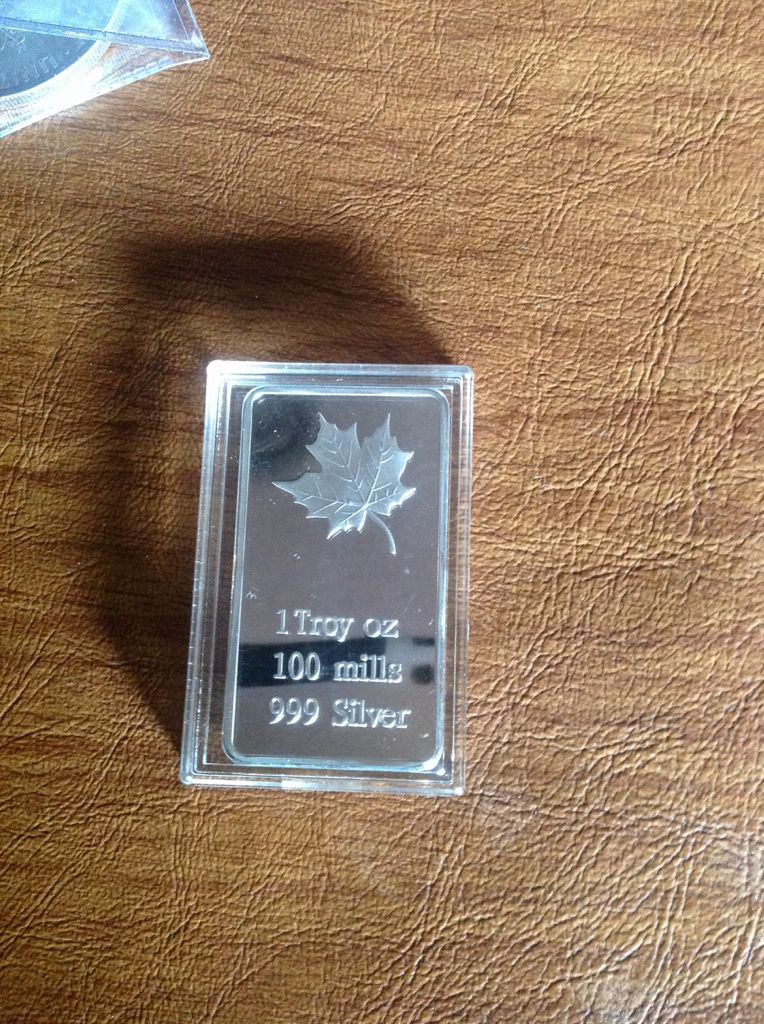 1 Troy oz
100 mills
999 Silver